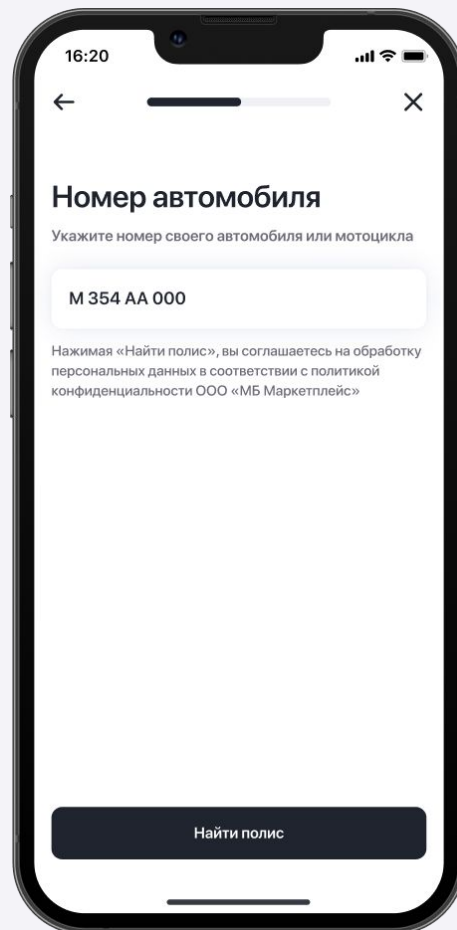 16:20
Номер автомобиля
Укажите номер своего автомобиля или мотоцикла
М 354 АА 000
Нажимая «Найти полис», вы соглашаетесь на обработку
персональных данных в соответствии с политикой
конфиденциальности ООО «МБ Маркетплейс»
Найти полис